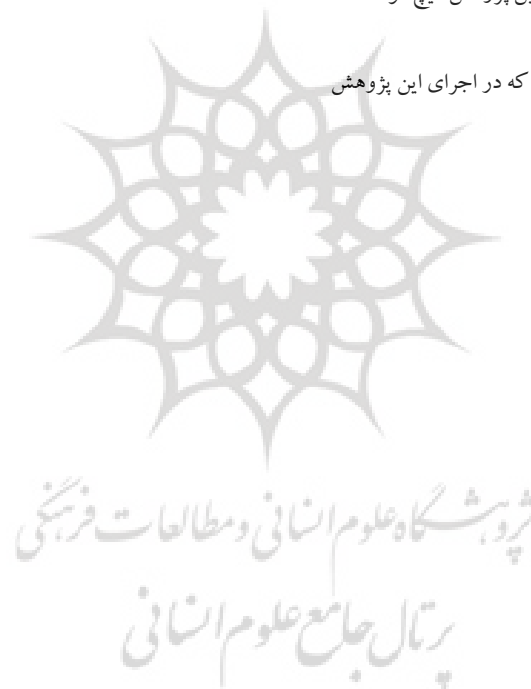 که در اجرای این پژوهش
پژوهشگاه علوم انسانی و مطالعات فرهنگی
پرتال جامع علوم انسانی